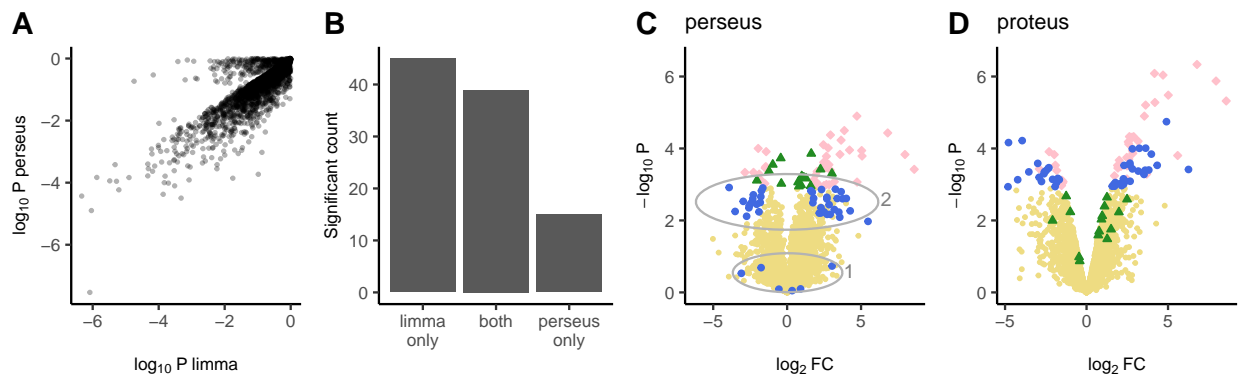 A
B
C perseus
D proteus
log10 P perseus
0
−2
−4
−6
−6 −4 −2 0
log10 P limma
Significant count
40
30
20
10
0
limma only
both
perseus only
−log10 P
6
4
2
0
2
1
−5 0 5
log2 FC
−log10 P
6
4
2
0
−5 0 5
log2 FC